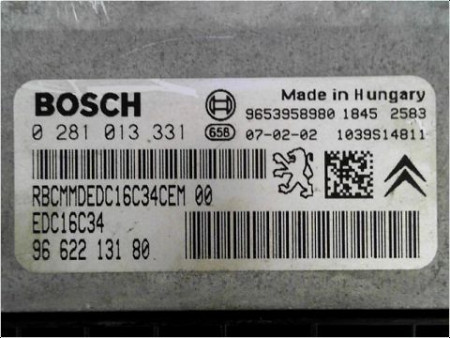 BOSCH
Made in Hungary
9653958980 1845 2583
0 281 013 331 65B 07-02-02 1039S14811
RBCMMDEDC16C34CEM 00
EDC16C34
96 622 131 80